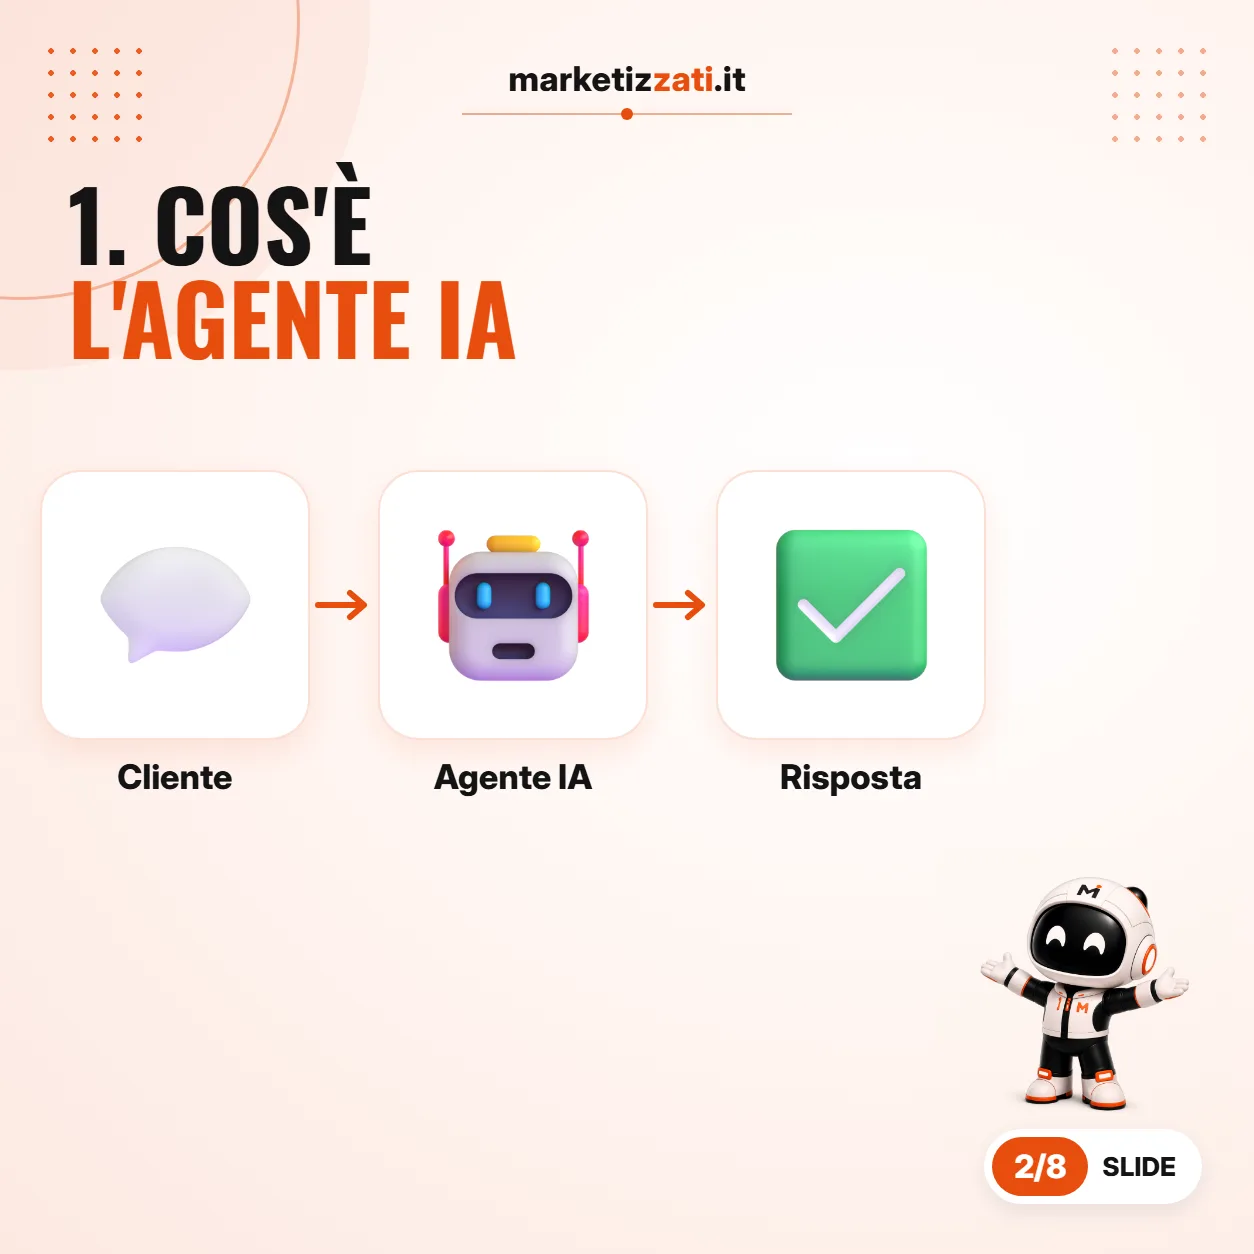 marketizzati.it
1. COS'È
L'AGENTE IA
Cliente
Agente IA
Risposta
M
2/8 SLIDE